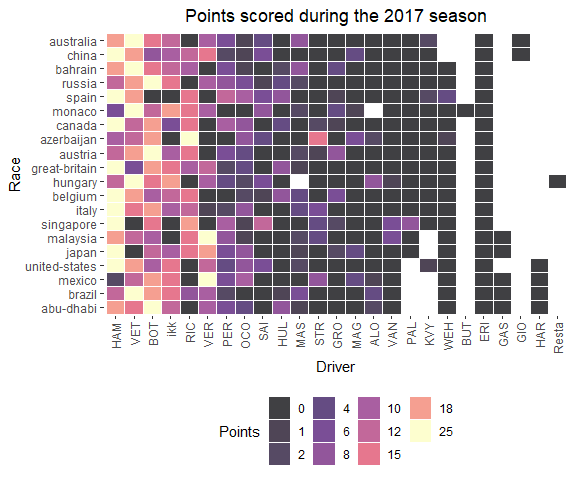 Points scored during the 2017 season
Race
australia
china
bahrain
russia
spain
monaco
canada
azerbaijan
austria
great-britain
hungary
belgium
italy
singapore
malaysia
japan
united-states
mexico
brazil
abu-dhabi
HAM VET BOT ikk RIC VER PER OCO SAI HUL MAS STR GRO MAG ALO VAN PAL KVY WEH BUT ERI GAS GIO HAR Resta
Driver
Points
0 4 10 18
1 6 12 25
2 8 15